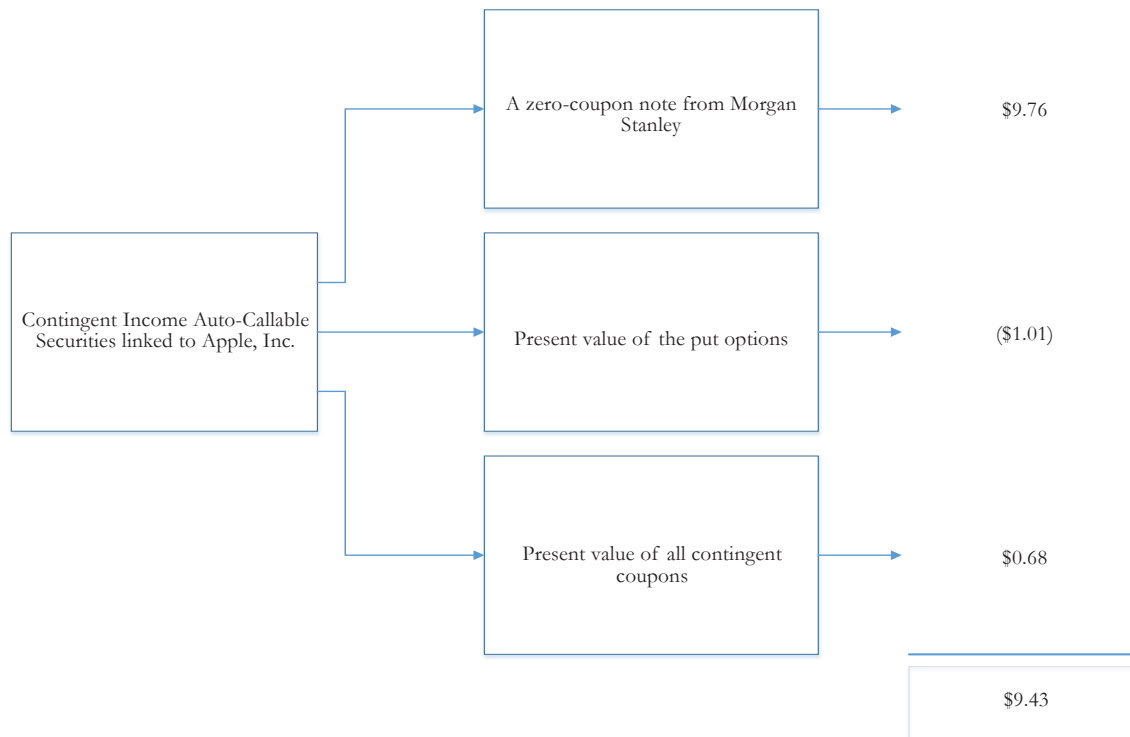 A zero-coupon note from Morgan
Stanley
$9.76
Contingent Income Auto-Callable
Securities linked to Apple, Inc.
Present value of the put options
($1.01)
Present value of all contingent
coupons
$0.68
$9.43